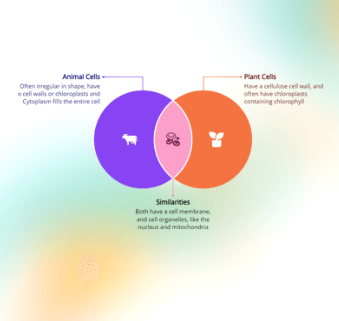 Animal Cells
Often irregular in shape, have
o cell walls or chloroplasts and
Cytoplasm fills the entire cell
Plant Cells
Have a cellulose cell wall, and
often have chloroplasts
containing chlorophyll
Similarities
Both have a cell membrane,
and cell organelles, like the
nucleus and mitochondria